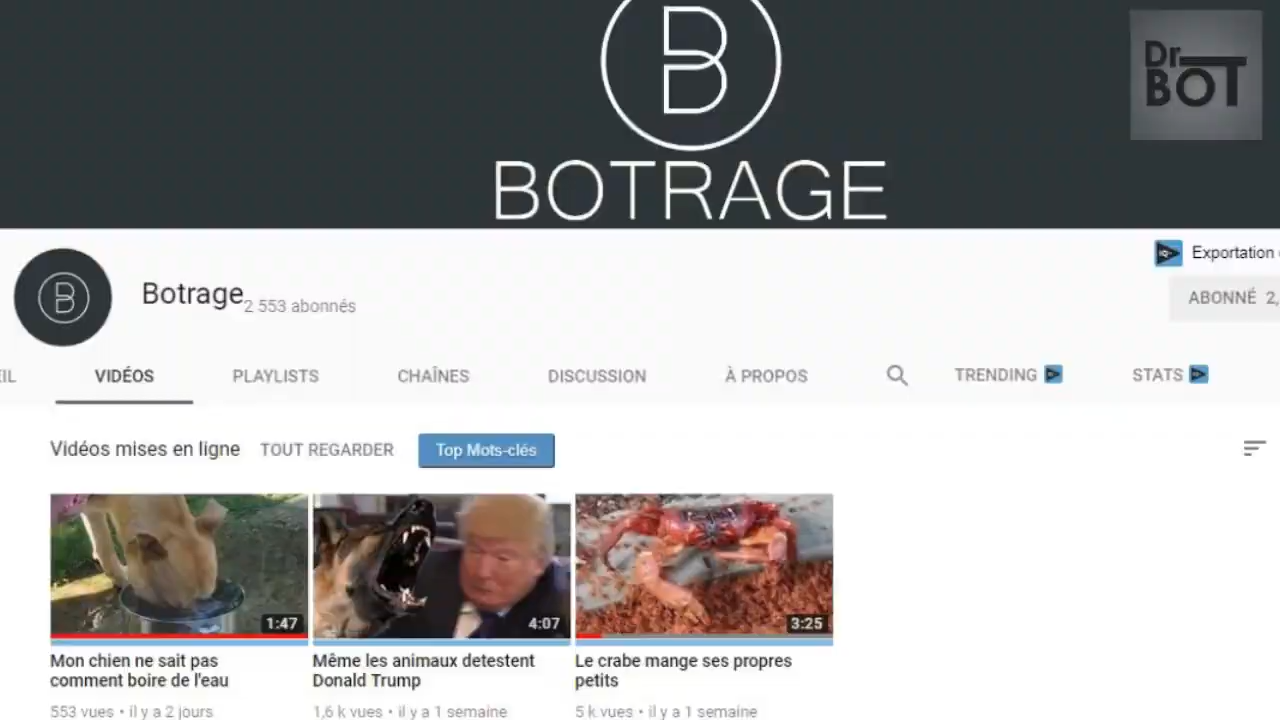 B
Dr
BOT
BOTRAGE
Exportation
B
Botrage
2 553 abonnés
ABONNÉ 2,
EIL
VIDÉOS
PLAYLISTS
CHAÎNES
DISCUSSION
À PROPOS
TRENDING
STATS
Vidéos mises en ligne
TOUT REGARDER
Top Mots-clés
1:47
4:07
3:25
Mon chien ne sait pas
comment boire de l'eau
Même les animaux detestent
Donald Trump
Le crabe mange ses propres
petits
553 vues • il y a 2 jours
1,6 k vues • il y a 1 semaine
5 k vues • il y a 1 semaine